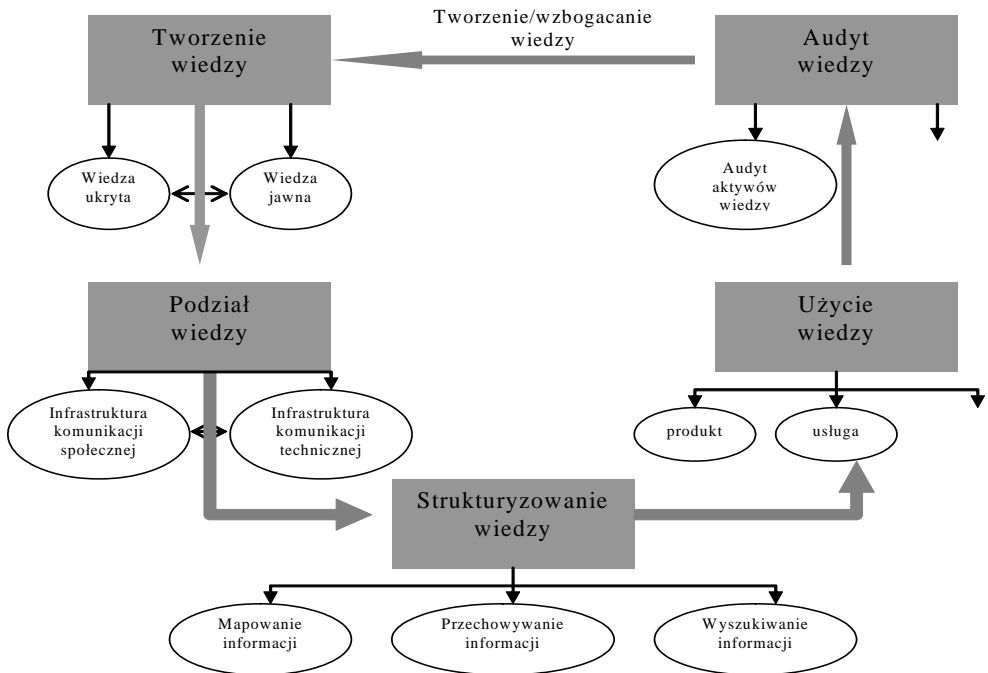 Tworzenie/wzbogacanie
wiedzy
Tworzenie
wiedzy
Audyt
wiedzy
Wiedza
ukryta
Wiedza
jawna
Audyt
aktywów
wiedzy
Podział
wiedzy
Użycie
wiedzy
Infrastruktura
komunikacji
społecznej
Infrastruktura
komunikacji
technicznej
produkt
usługa
Strukturyzowanie
wiedzy
Mapowanie
informacji
Przechowywanie
informacji
Wyszukiwanie
informacji